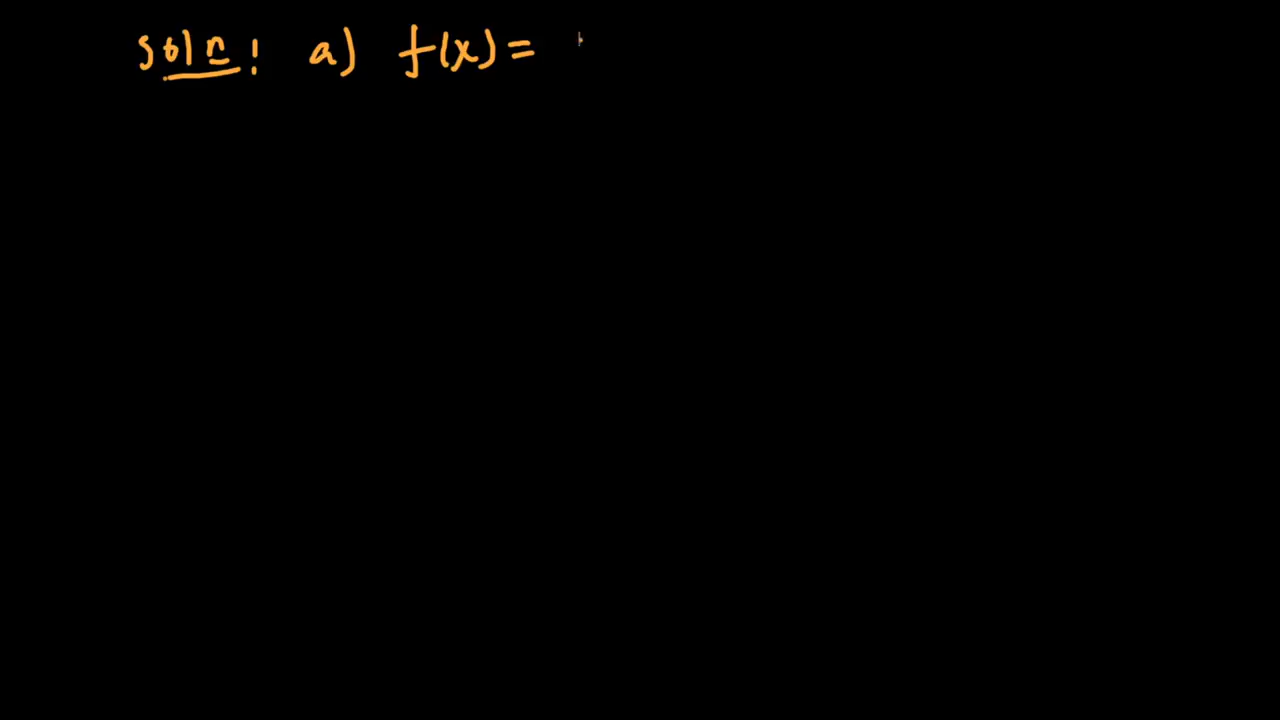 soln: a) f(x) =